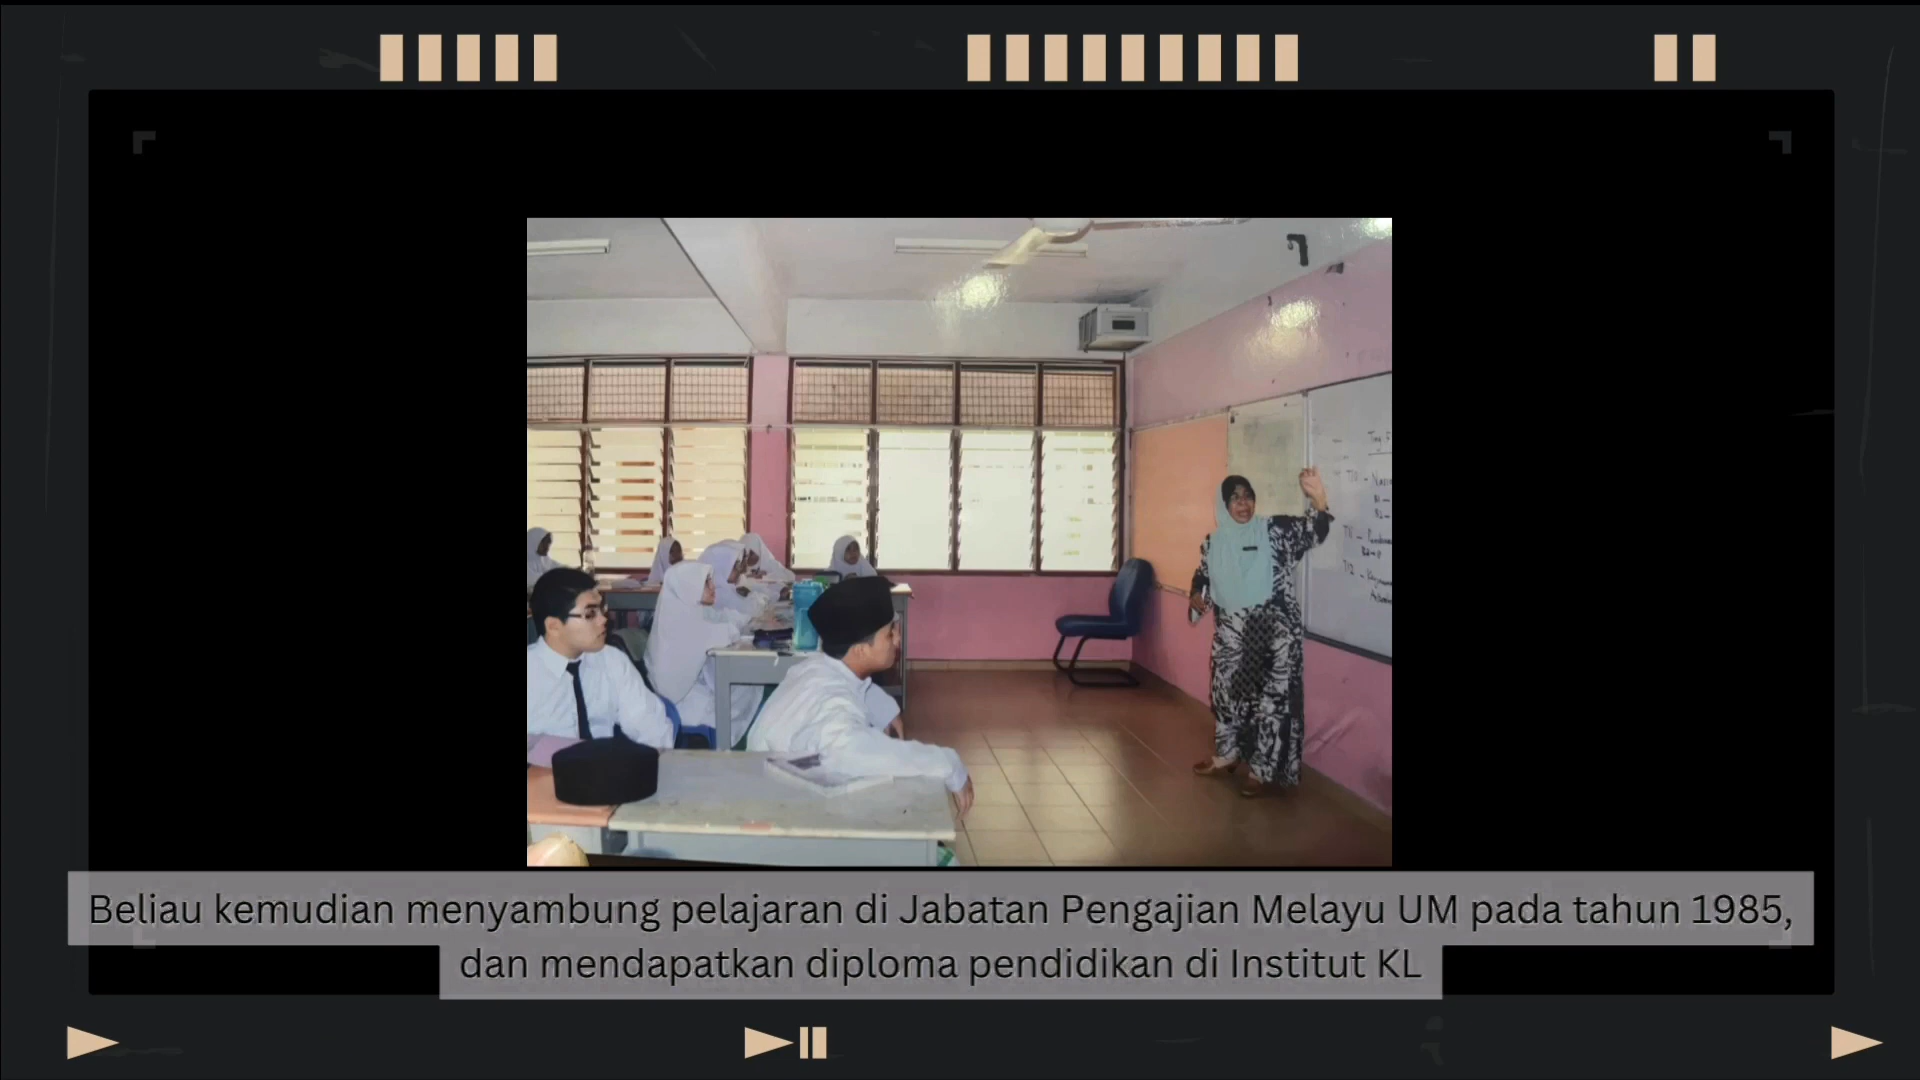 Beliau kemudian menyambung pelajaran di Jabatan Pengajian Melayu UM pada tahun 1985,
dan mendapatkan diploma pendidikan di Institut KL